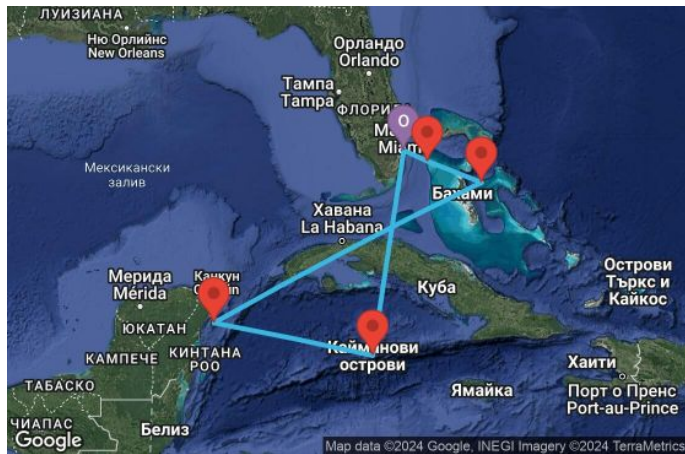 ЛУИЗИАНА
Ню Орлийнс
New Orleans
Орландо
Orlando
Тампа
Tampa
ФЛОРИДА
О
Miami
Мексикански
залив
Бахами
Хавана
La Habana
Острови
Търкс и
Кайкос
Мерида
Mérida
Канкун
Куба
ЮКАТАН
КАМПЕЧЕ
КИНТАНА
РОО
Кайманови
острови
Хаити
ТАБАСКО
Ямайка
Порт о Пренс
Port-au-Prince
ЧИАПАС
Белиз
Google
Map data ©2024 Google, INEGI Imagery ©2024 TerraMetrics